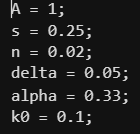 A = 1;
s = 0.25;
n = 0.02;
delta = 0.05;
alpha = 0.33;
k0 = 0.1;